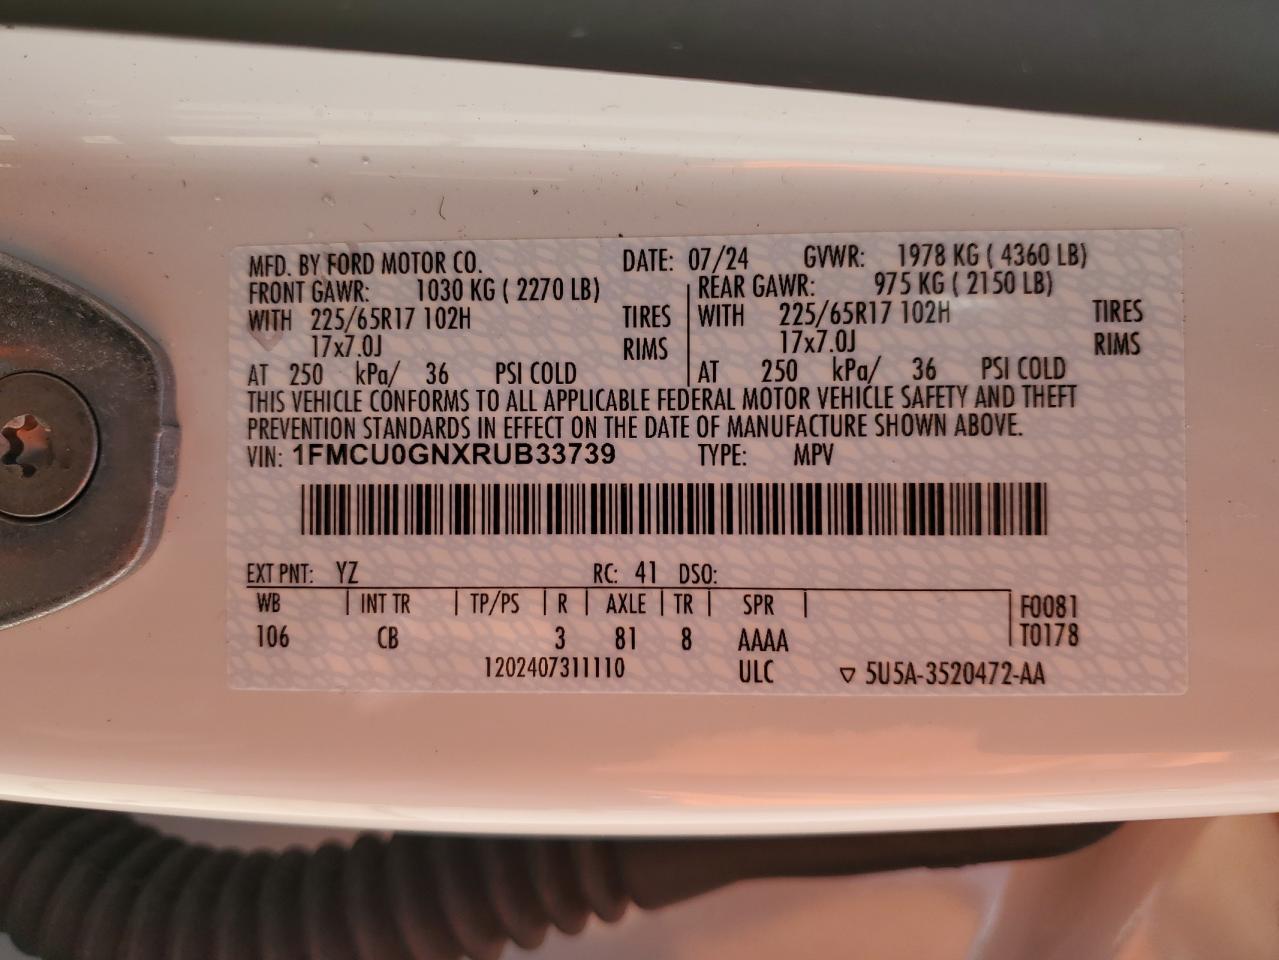 MFD. BY FORD MOTOR CO. DATE: 07/24 GVWR: 1978 KG ( 4360 LB)
FRONT GAWR: 1030 KG ( 2270 LB) REAR GAWR: 975 KG ( 2150 LB)
WITH 225/65R17 102H TIRES WITH 225/65R17 102H TIRES
17x7.0J RIMS 17x7.0J RIMS
AT 250 kPa/ 36 PSI COLD AT 250 kPa/ 36 PSI COLD
THIS VEHICLE CONFORMS TO ALL APPLICABLE FEDERAL MOTOR VEHICLE SAFETY AND THEFT
PREVENTION STANDARDS IN EFFECT ON THE DATE OF MANUFACTURE SHOWN ABOVE.
VIN: 1FMCU0GNXRUB33739 TYPE: MPV
EXT PNT: YZ RC: 41 DSO:
WB INT TR TP/PS R AXLE TR SPR F0081
106 CB 3 81 8 AAAA T0178
1202407311110 ULC ▽ 5U5A-3520472-AA